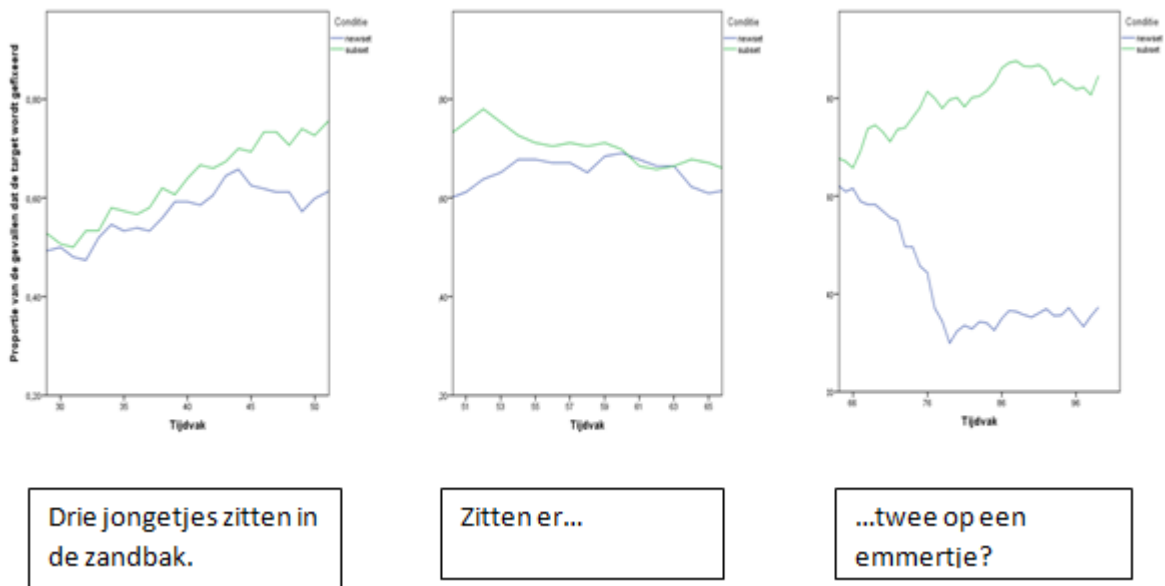 Conditie
newset
subset
Proportie van de gevallen dat de target wordt gefixeerd
0,80
0,60
0,40
0,20
30
35
40
45
50
Tijdvak
Conditie
newset
subset
80
60
40
20
51
53
55
57
59
61
63
65
Tijdvak
Conditie
newset
subset
60
40
66
76
86
96
Tijdvak
Drie jongetjes zitten in
de zandbak.
Zitten er...
...twee op een
emmertje?